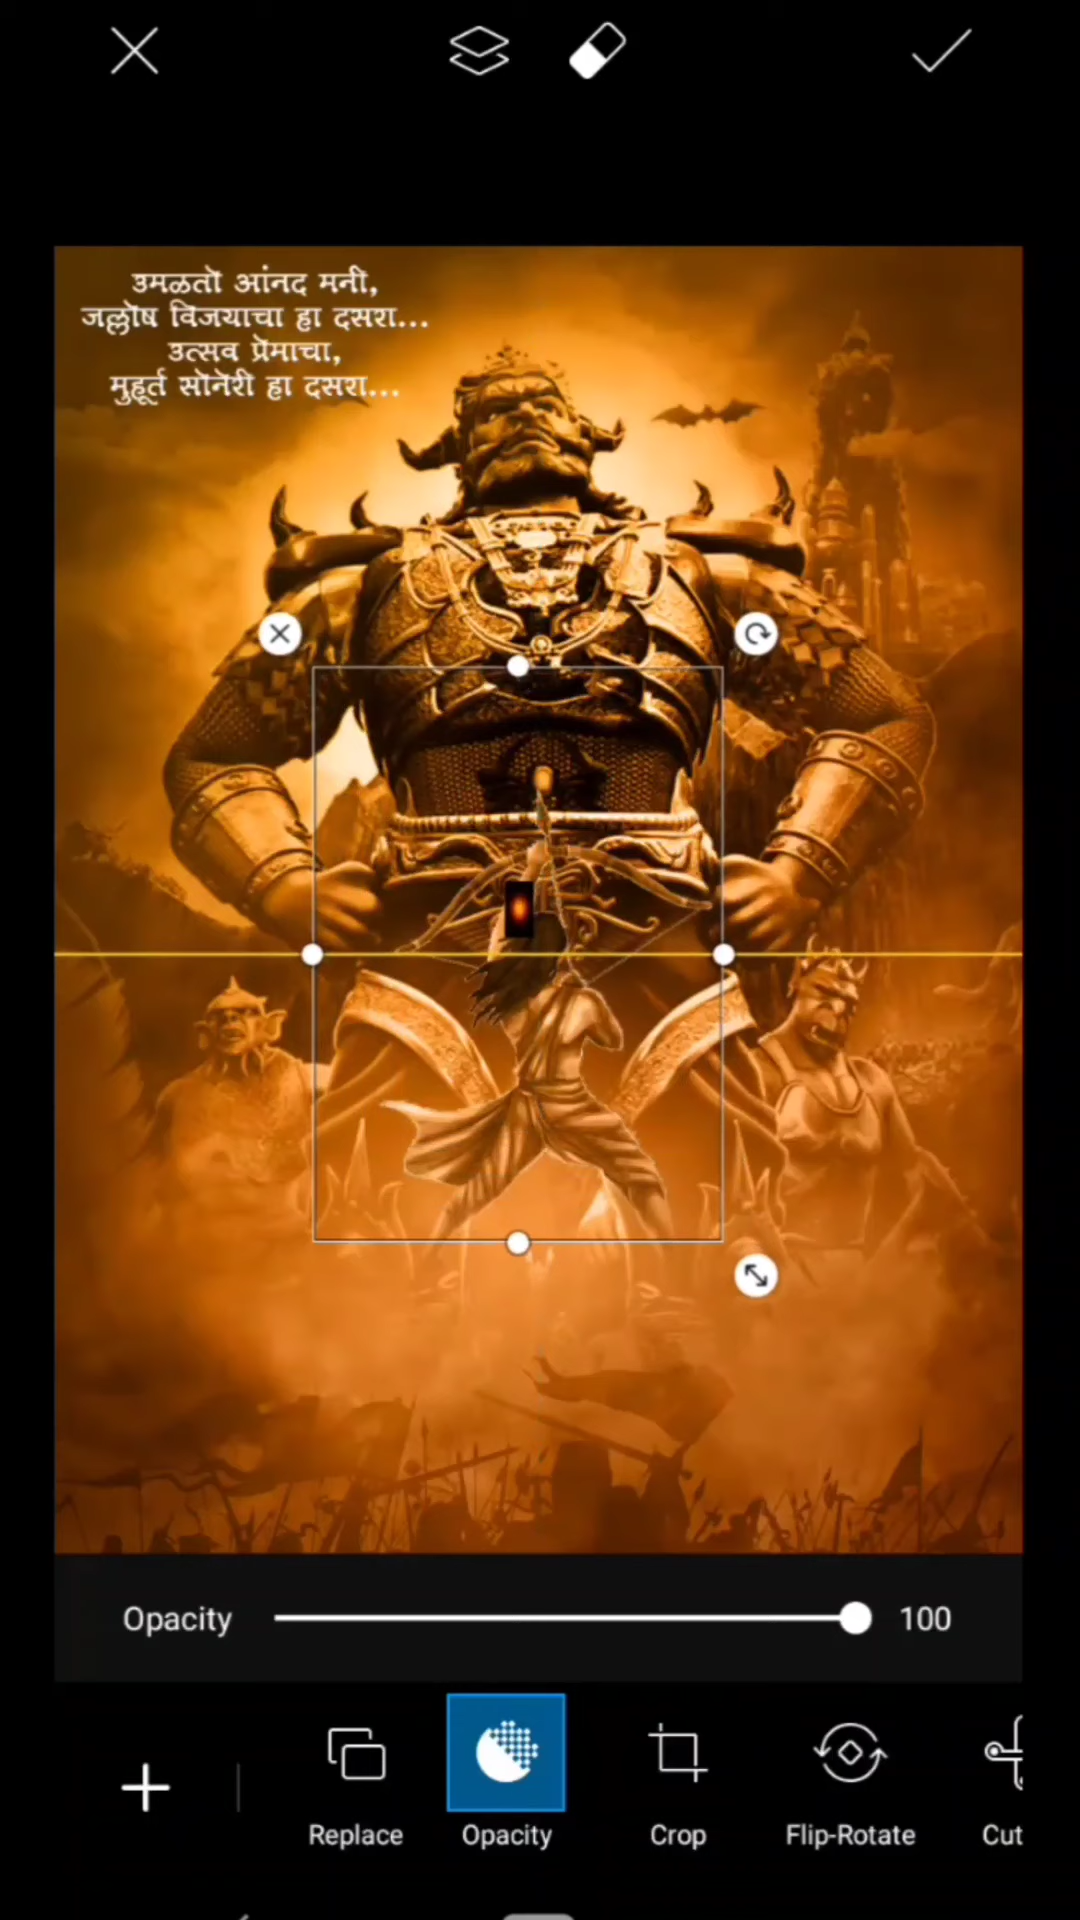 उमळतो आंनद मनी,
जल्लोष विजयाचा हा दसरा...
उत्सव प्रेमाचा,
मुहूर्त सोनेरी हा दसरा...
Opacity 100
Replace Opacity Crop Flip-Rotate Cut